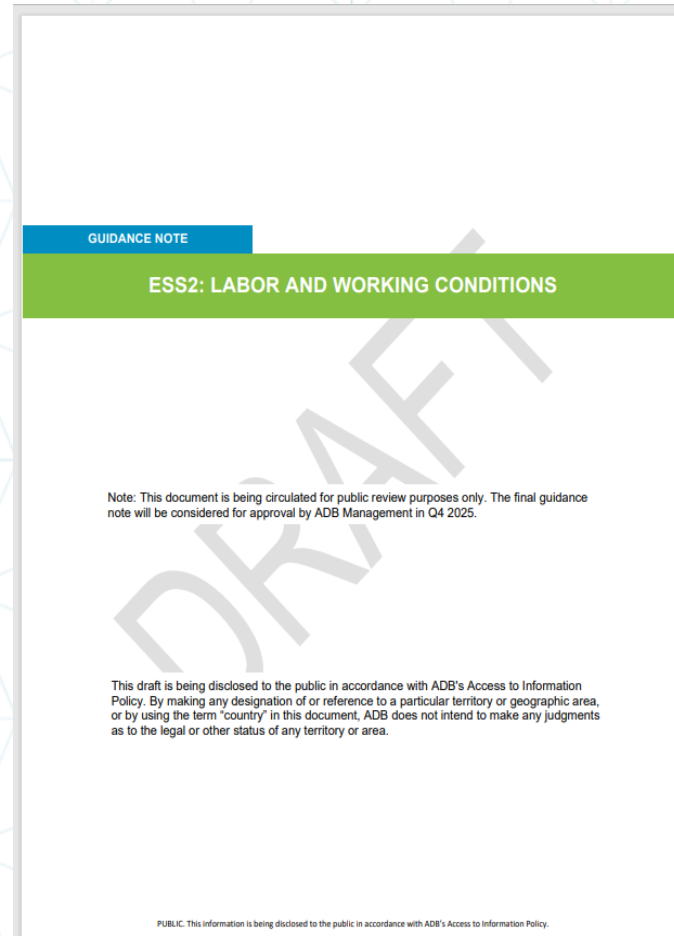 GUIDANCE NOTE
ESS2: LABOR AND WORKING CONDITIONS
DRAFT
Note: This document is being circulated for public review purposes only. The final guidance
note will be considered for approval by ADB Management in Q4 2025.
This draft is being disclosed to the public in accordance with ADB's Access to Information
Policy. By making any designation of or reference to a particular territory or geographic area,
or by using the term “country” in this document, ADB does not intend to make any judgments
as to the legal or other status of any territory or area.
PUBLIC. This information is being disclosed to the public in accordance with ADB's Access to Information Policy.